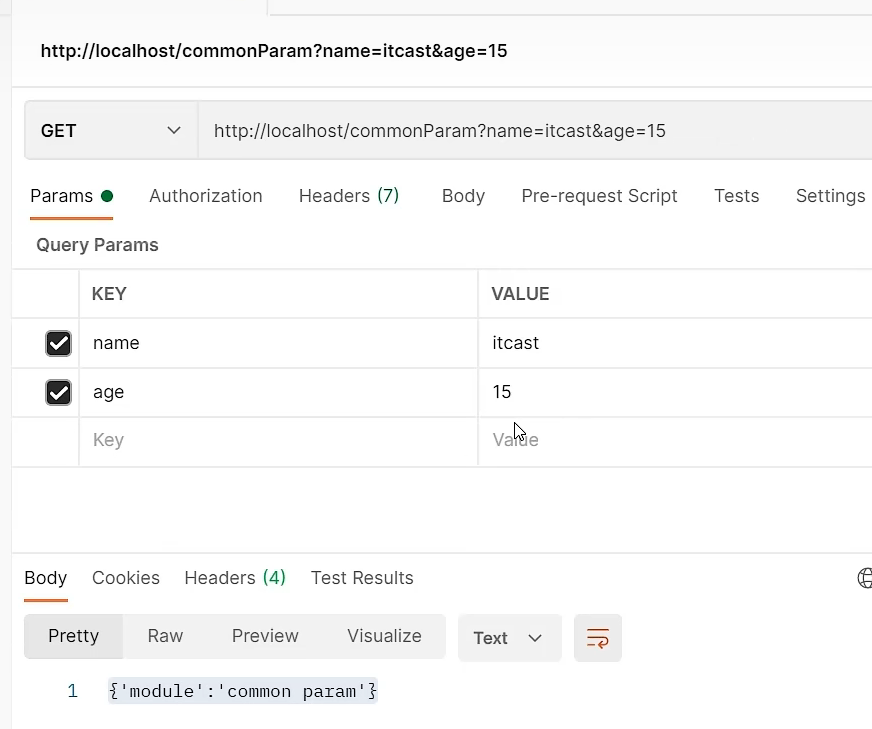 http://localhost/commonParam?name=itcast&age=15
GET http://localhost/commonParam?name=itcast&age=15
Params Authorization Headers (7) Body Pre-request Script Tests Settings
Query Params
KEY VALUE
name itcast
age 15
Key Value
Body Cookies Headers (4) Test Results
Pretty Raw Preview Visualize Text
1 {'module':'common param'}